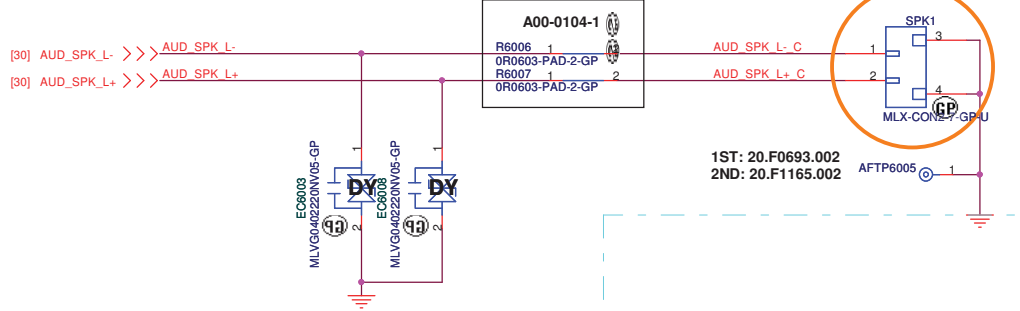 A00-0104-1
SPK1
[30] AUD_SPK_L- AUD_SPK_L- R6006 1 AUD_SPK_L-_C 1 3
0R0603-PAD-2-GP
[30] AUD_SPK_L+ AUD_SPK_L+ R6007 1 2 AUD_SPK_L+_C 2
0R0603-PAD-2-GP
4
GP
MLX-CON2-7-GP-U
1ST: 20.F0693.002
2ND: 20.F1165.002
AFTP6005 1
EC6003
MLVG0402220NV05-GP
1
DY
2
GP
EC6008
MLVG0402220NV05-GP
1
DY
2
GP